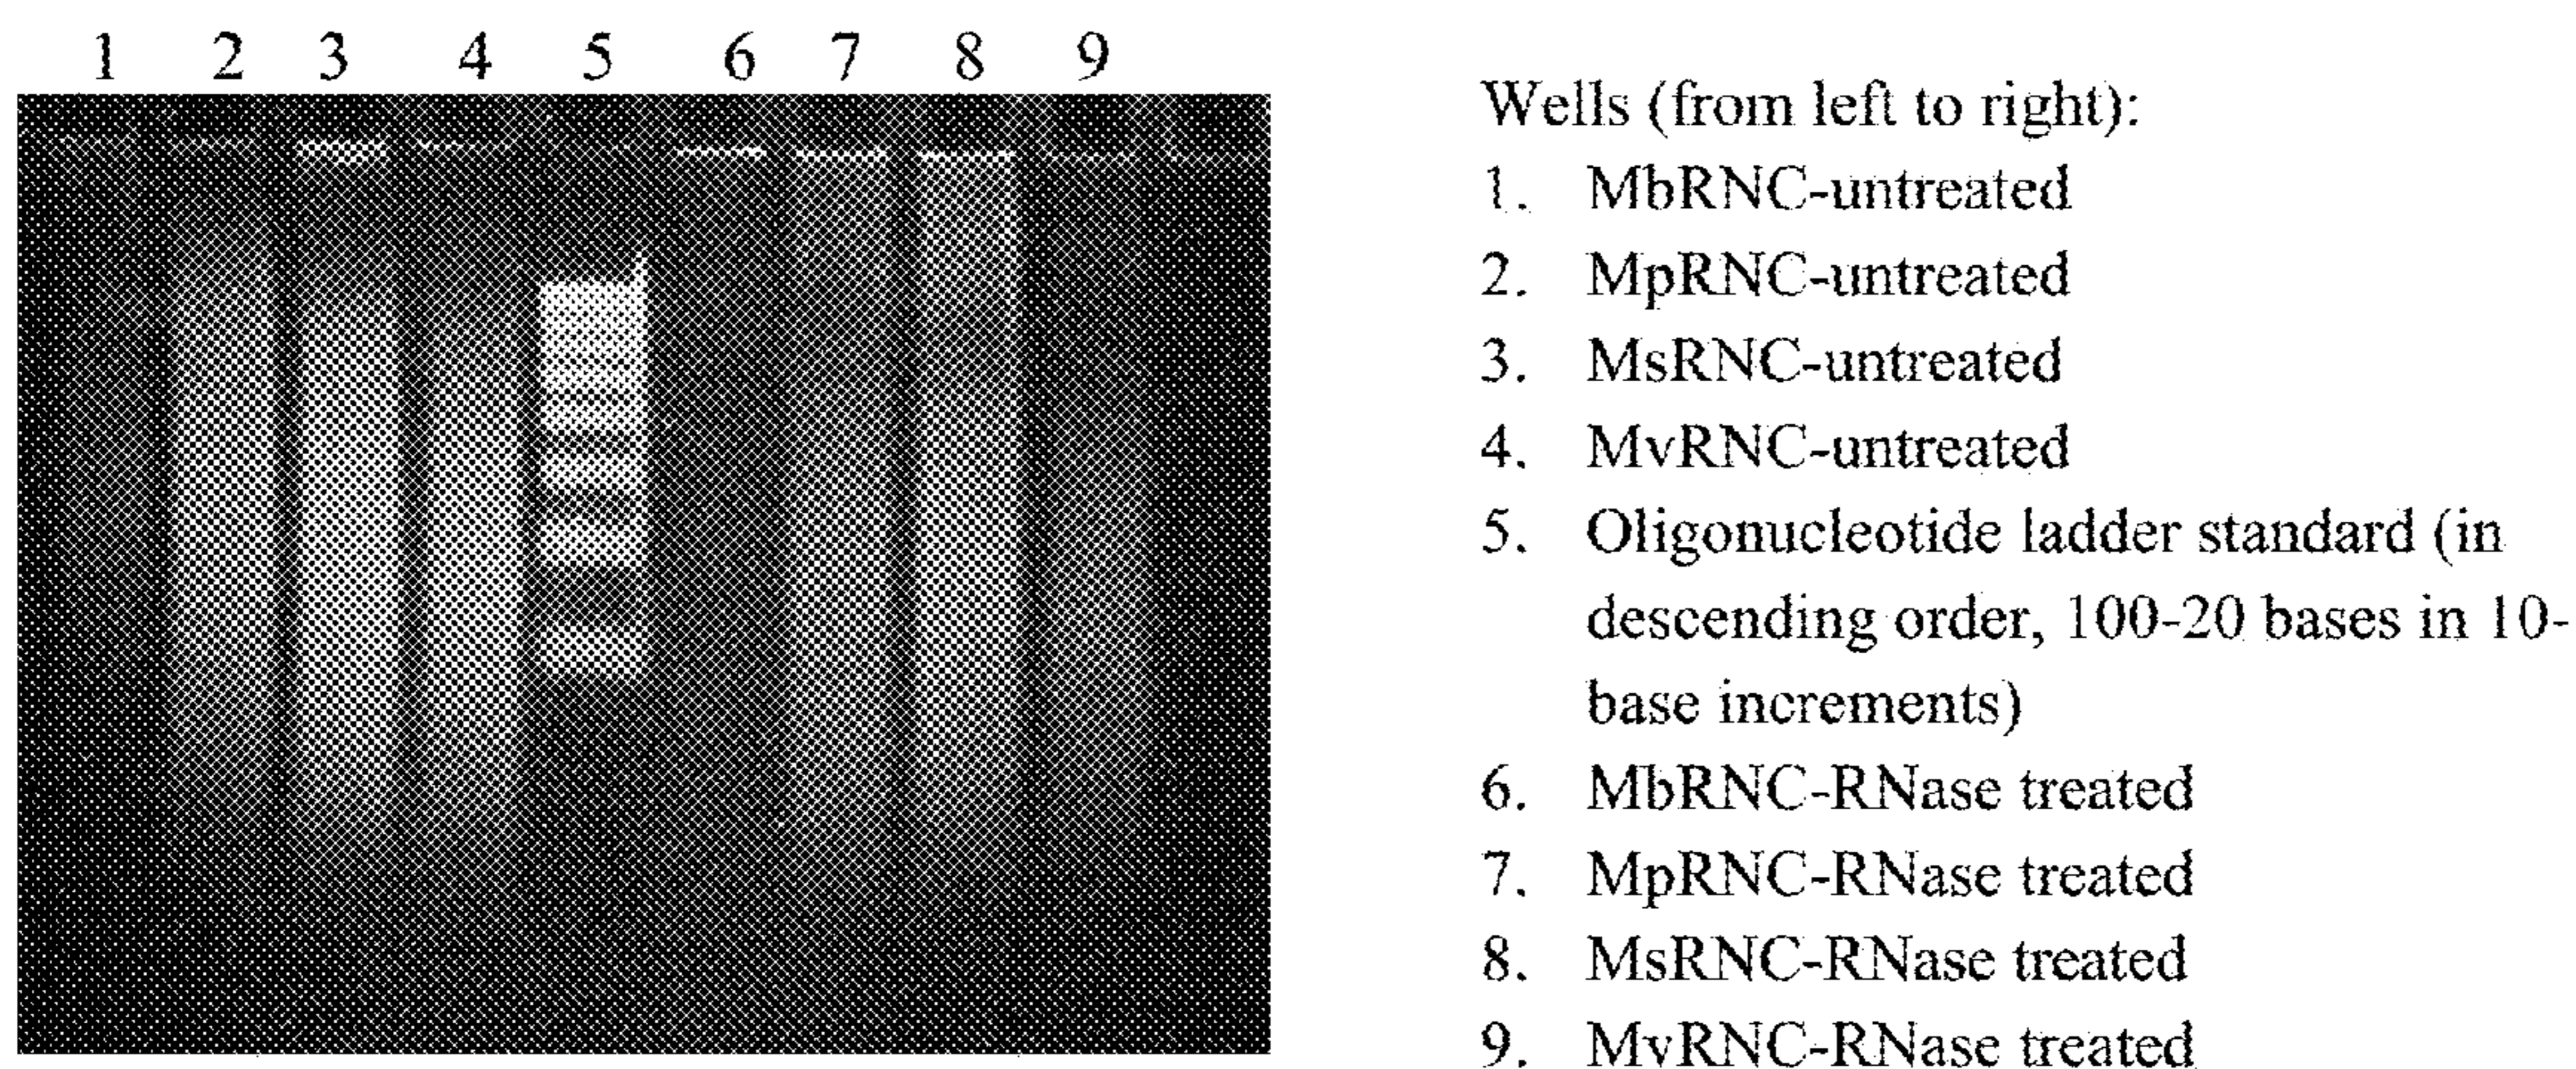 1 2 3 4 5 6 7 8 9
Wells (from left to right):
1. MbRNC-untreated
2. MpRNC-untreated
3. MsRNC-untreated
4. MvRNC-untreated
5. Oligonucleotide ladder standard (in
descending order, 100-20 bases in 10-
base increments)
6. MbRNC-RNase treated
7. MpRNC-RNase treated
8. MsRNC-RNase treated
9. MvRNC-RNase treated